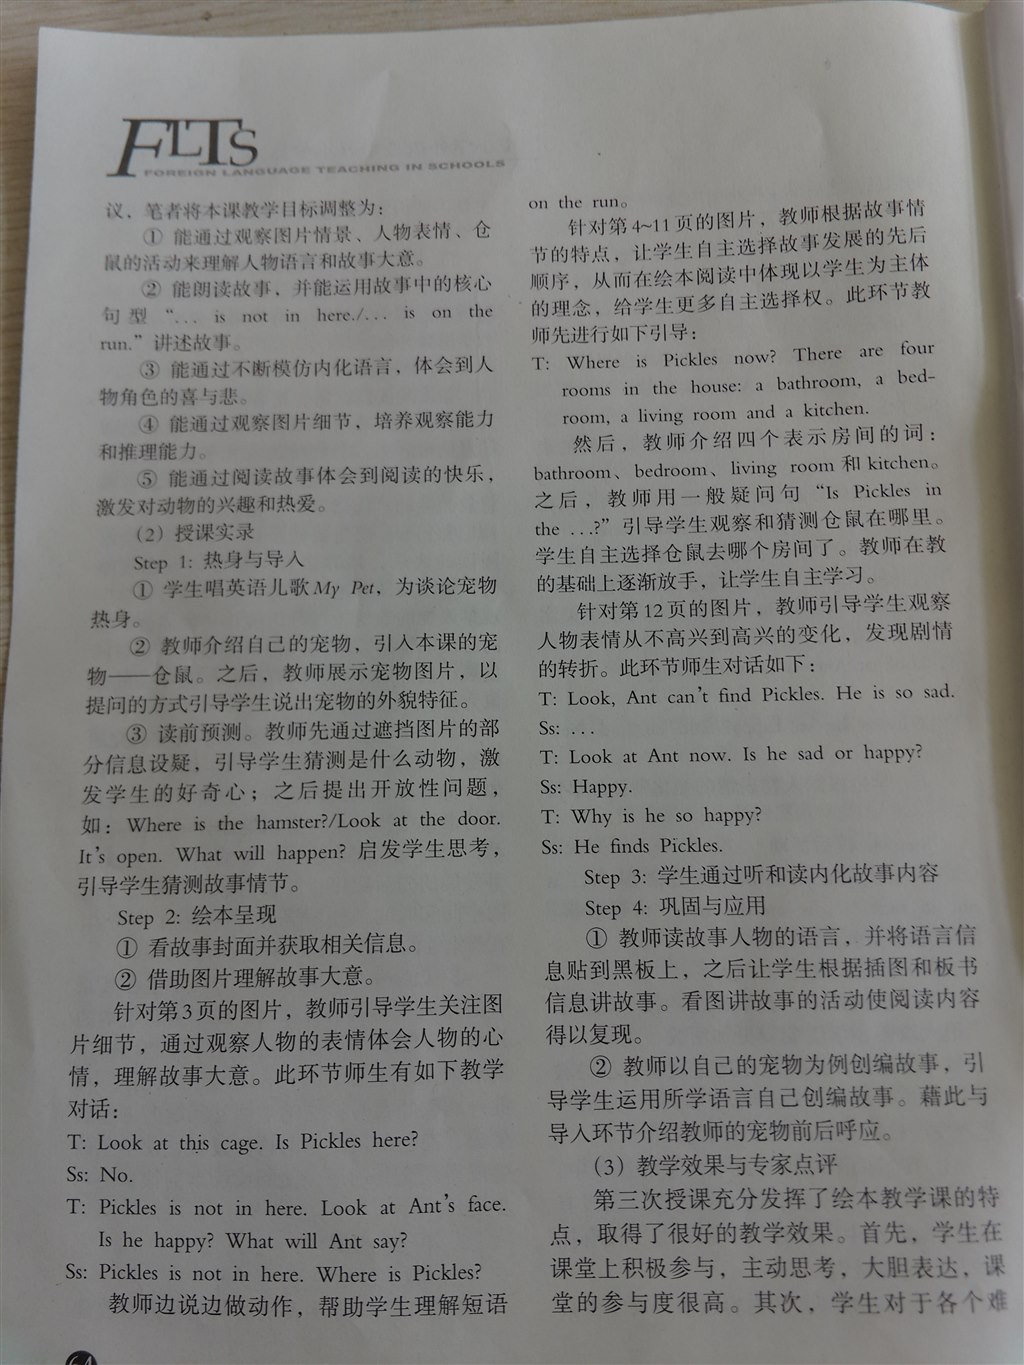 FLTS
FOREIGN LANGUAGE TEACHING IN SCHOOLS
议，笔者将本课教学目标调整为：
① 能通过观察图片情景、人物表情、仓
鼠的活动来理解人物语言和故事大意。
② 能朗读故事，并能运用故事中的核心
句型“... is not in here./... is on the
run.”讲述故事。
③ 能通过不断模仿内化语言，体会到人
物角色的喜与悲。
④ 能通过观察图片细节，培养观察能力
和推理能力。
⑤ 能通过阅读故事体会到阅读的快乐，
激发对动物的兴趣和热爱。
（2）授课实录
Step 1: 热身与导入
① 学生唱英语儿歌My Pet，为谈论宠物
热身。
② 教师介绍自己的宠物，引入本课的宠
物——仓鼠。之后，教师展示宠物图片，以
提问的方式引导学生说出宠物的外貌特征。
③ 读前预测。教师先通过遮挡图片的部
分信息设疑，引导学生猜测是什么动物，激
发学生的好奇心；之后提出开放性问题，
如：Where is the hamster?/Look at the door.
It's open. What will happen? 启发学生思考，
引导学生猜测故事情节。
Step 2: 绘本呈现
① 看故事封面并获取相关信息。
② 借助图片理解故事大意。
针对第3页的图片，教师引导学生关注图
片细节，通过观察人物的表情体会人物的心
情，理解故事大意。此环节师生有如下教学
对话：
T: Look at this cage. Is Pickles here?
Ss: No.
T: Pickles is not in here. Look at Ant's face.
Is he happy? What will Ant say?
Ss: Pickles is not in here. Where is Pickles?
教师边说边做动作，帮助学生理解短语
on the run。
针对第4~11页的图片，教师根据故事情
节的特点，让学生自主选择故事发展的先后
顺序，从而在绘本阅读中体现以学生为主体
的理念，给学生更多自主选择权。此环节教
师先进行如下引导：
T: Where is Pickles now? There are four
rooms in the house: a bathroom, a bed-
room, a living room and a kitchen.
然后，教师介绍四个表示房间的词：
bathroom、bedroom、living room 和 kitchen。
之后，教师用一般疑问句“Is Pickles in
the ...?”引导学生观察和猜测仓鼠在哪里。
学生自主选择仓鼠去哪个房间了。教师在教
的基础上逐渐放手，让学生自主学习。
针对第12页的图片，教师引导学生观察
人物表情从不高兴到高兴的变化，发现剧情
的转折。此环节师生对话如下：
T: Look, Ant can't find Pickles. He is so sad.
Ss: ...
T: Look at Ant now. Is he sad or happy?
Ss: Happy.
T: Why is he so happy?
Ss: He finds Pickles.
Step 3: 学生通过听和读内化故事内容
Step 4: 巩固与应用
① 教师读故事人物的语言，并将语言信
息贴到黑板上，之后让学生根据插图和板书
信息讲故事。看图讲故事的活动使阅读内容
得以复现。
② 教师以自己的宠物为例创编故事，引
导学生运用所学语言自己创编故事。藉此与
导入环节介绍教师的宠物前后呼应。
（3）教学效果与专家点评
第三次授课充分发挥了绘本教学课的特
点，取得了很好的教学效果。首先，学生在
课堂上积极参与，主动思考，大胆表达，课
堂的参与度很高。其次，学生对于各个难